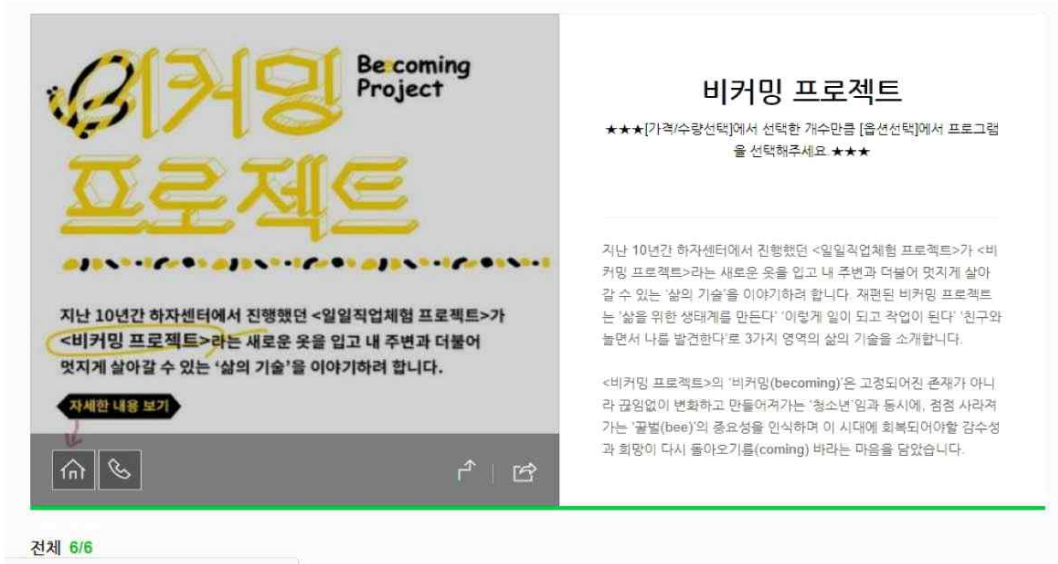 비커밍
Becoming
Project
프로젝트
지난 10년간 하자센터에서 진행했던 <일일직업체험 프로젝트>가
<비커밍 프로젝트>라는 새로운 옷을 입고 내 주변과 더불어
멋지게 살아갈 수 있는 ‘삶의 기술’을 이야기하려 합니다.
자세한 내용 보기
비커밍 프로젝트
★★★[가격/수량선택]에서 선택한 개수만큼 [옵션선택]에서 프로그램
을 선택해주세요.★★★
지난 10년간 하자센터에서 진행했던 <일일직업체험 프로젝트>가 <비
커밍 프로젝트>라는 새로운 옷을 입고 내 주변과 더불어 멋지게 살아
갈 수 있는 '삶의 기술'을 이야기하려 합니다. 재편된 비커밍 프로젝트
는 '삶을 위한 생태계를 만든다' '이렇게 일이 되고 작업이 된다' '친구와
놀면서 나를 발견한다'로 3가지 영역의 삶의 기술을 소개합니다.
<비커밍 프로젝트>의 '비커밍(becoming)'은 고정되어진 존재가 아니
라 끊임없이 변화하고 만들어져가는 '청소년'임과 동시에, 점점 사라져
가는 '꿀벌(bee)'의 중요성을 인식하며 이 시대에 회복되어야할 감수성
과 희망이 다시 돌아오기를(coming) 바라는 마음을 담았습니다.
전체 6/6